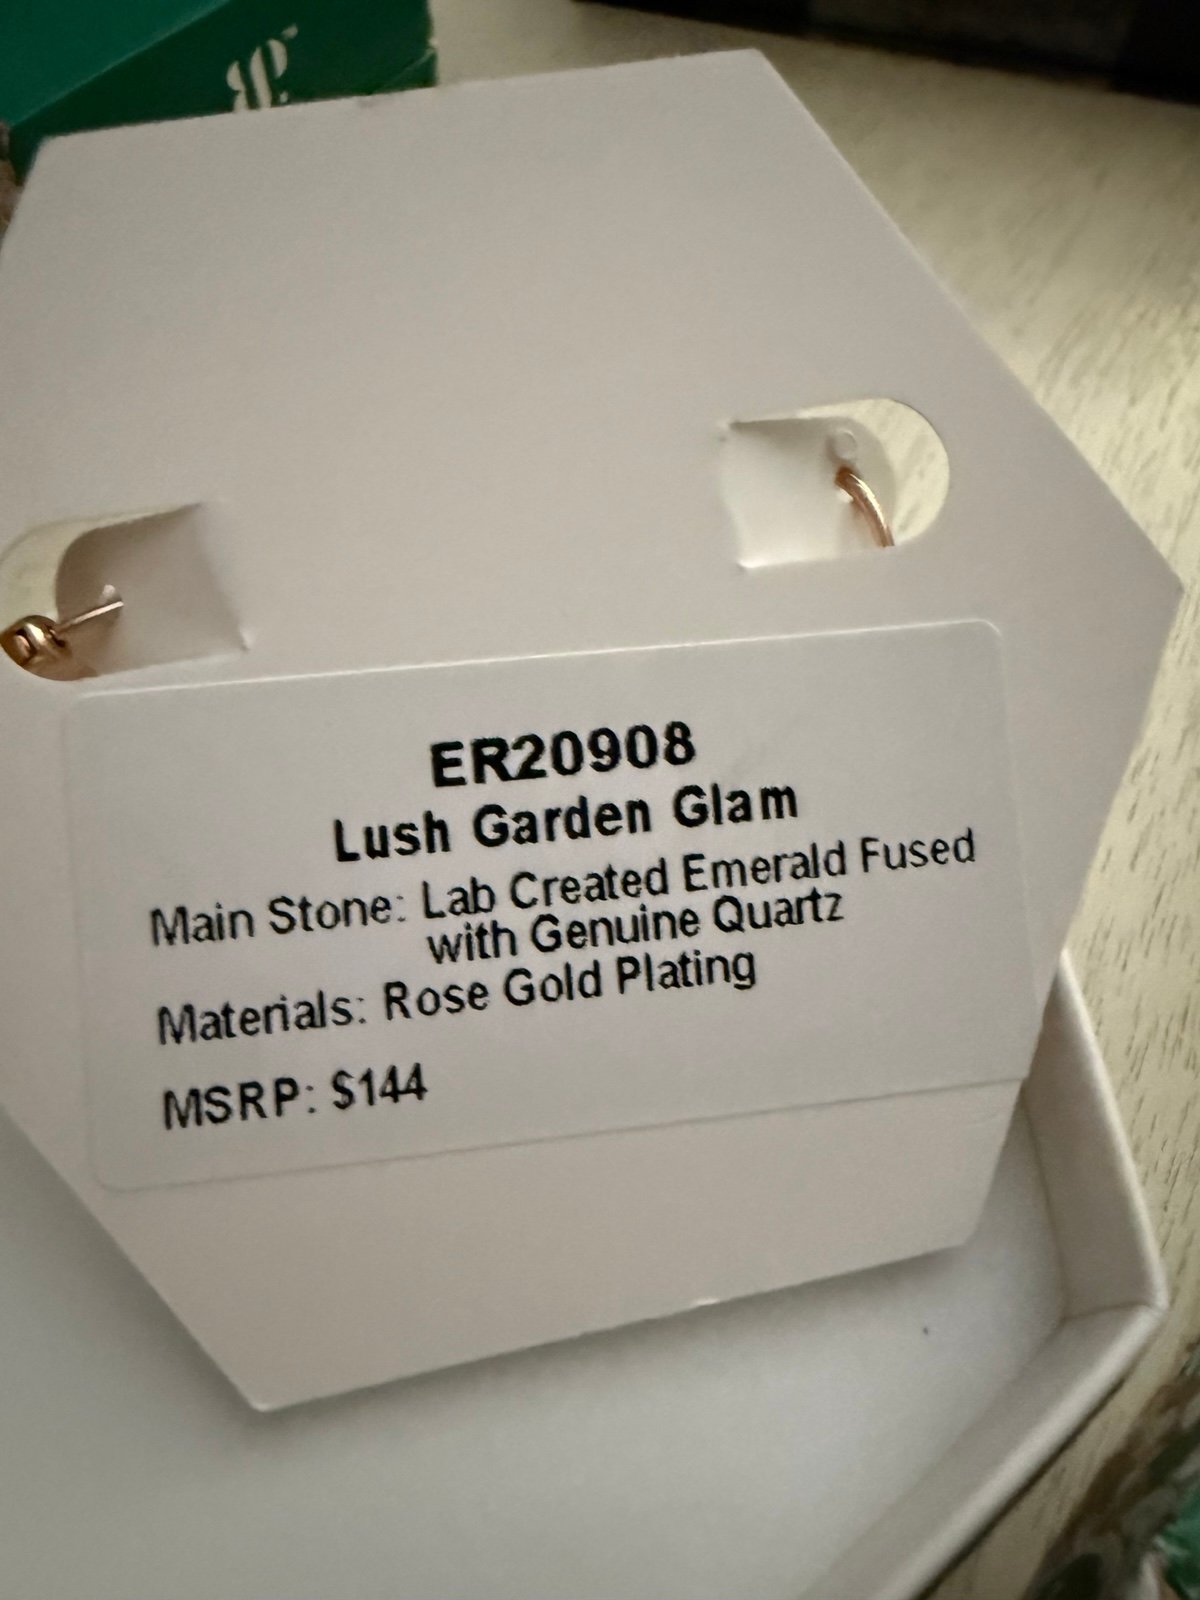 ER20908
Lush Garden Glam
Main Stone: Lab Created Emerald Fused
with Genuine Quartz
Materials: Rose Gold Plating
MSRP: $144